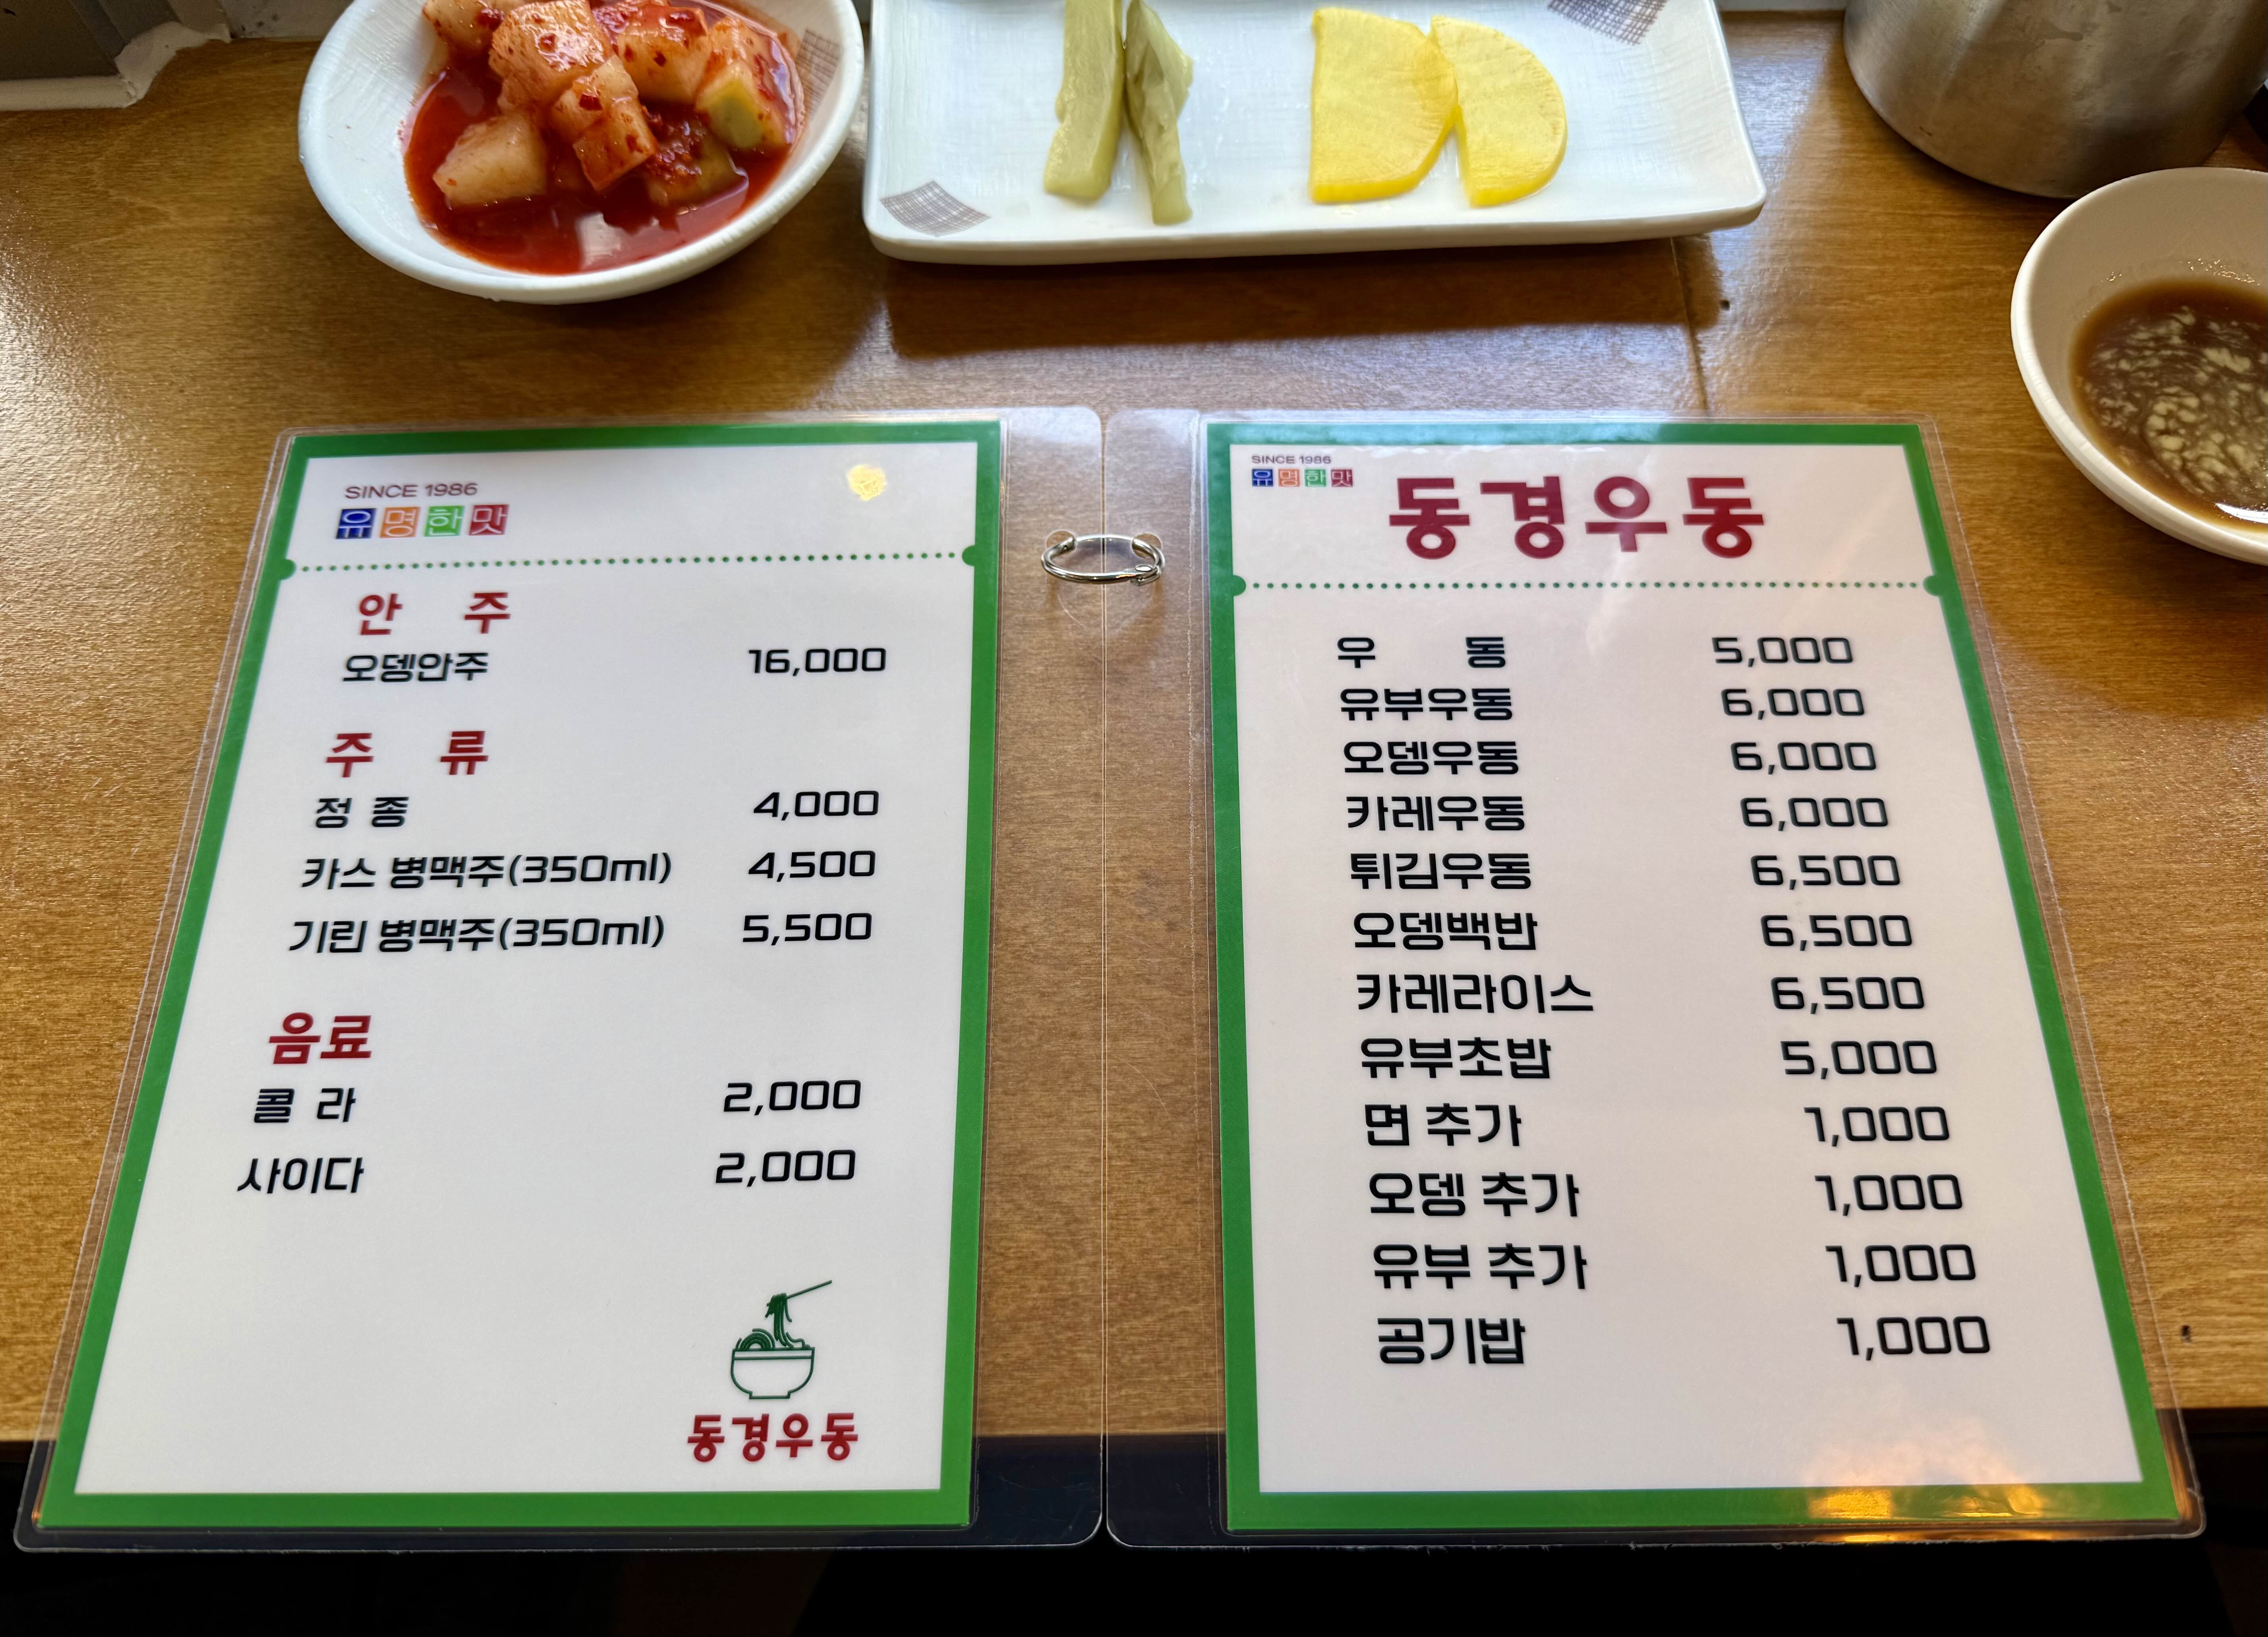 SINCE 1986
유명한맛
안 주
오뎅안주 16,000
주 류
정 종 4,000
카스 병맥주(350ml) 4,500
기린 병맥주(350ml) 5,500
음료
콜 라 2,000
사이다 2,000
동경우동
SINCE 1986
유명한맛
동경우동
우 동 5,000
유부우동 6,000
오뎅우동 6,000
카레우동 6,000
튀김우동 6,500
오뎅백반 6,500
카레라이스 6,500
유부초밥 5,000
면 추가 1,000
오뎅 추가 1,000
유부 추가 1,000
공기밥 1,000